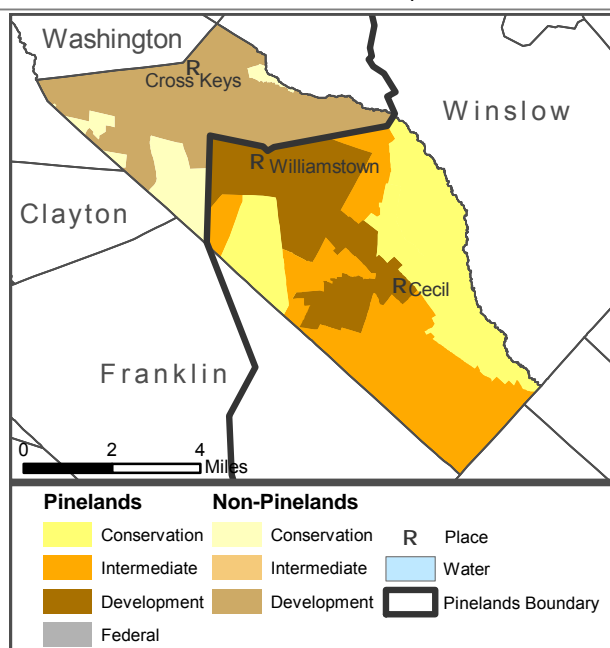 Washington
R
Cross Keys
Winslow
R Williamstown
Clayton
R Cecil
Franklin
0 2 4
Miles
Pinelands Non-Pinelands
Conservation Conservation R Place
Intermediate Intermediate Water
Development Development Pinelands Boundary
Federal